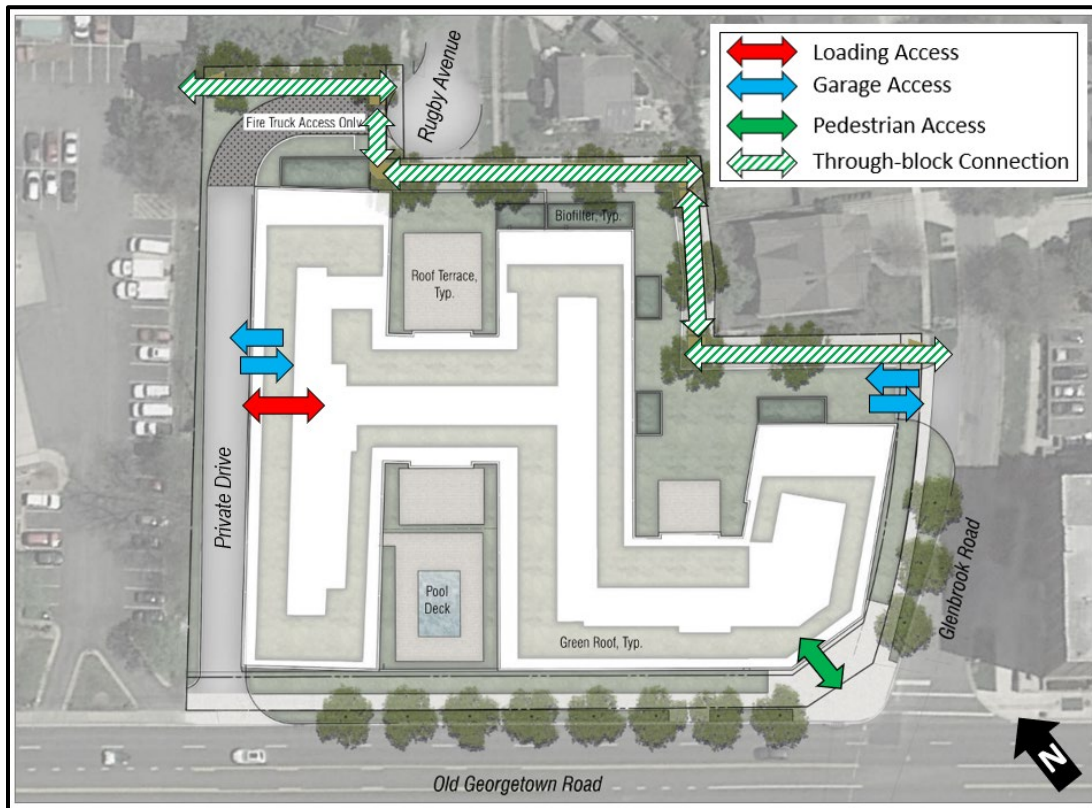 Loading Access
Garage Access
Pedestrian Access
Through-block Connection
Rugby Avenue
Fire Truck Access Only
Biofilter, Typ.
Roof Terrace,
Typ.
Private Drive
Pool
Deck
Green Roof, Typ.
Glenbrook Road
Old Georgetown Road
N